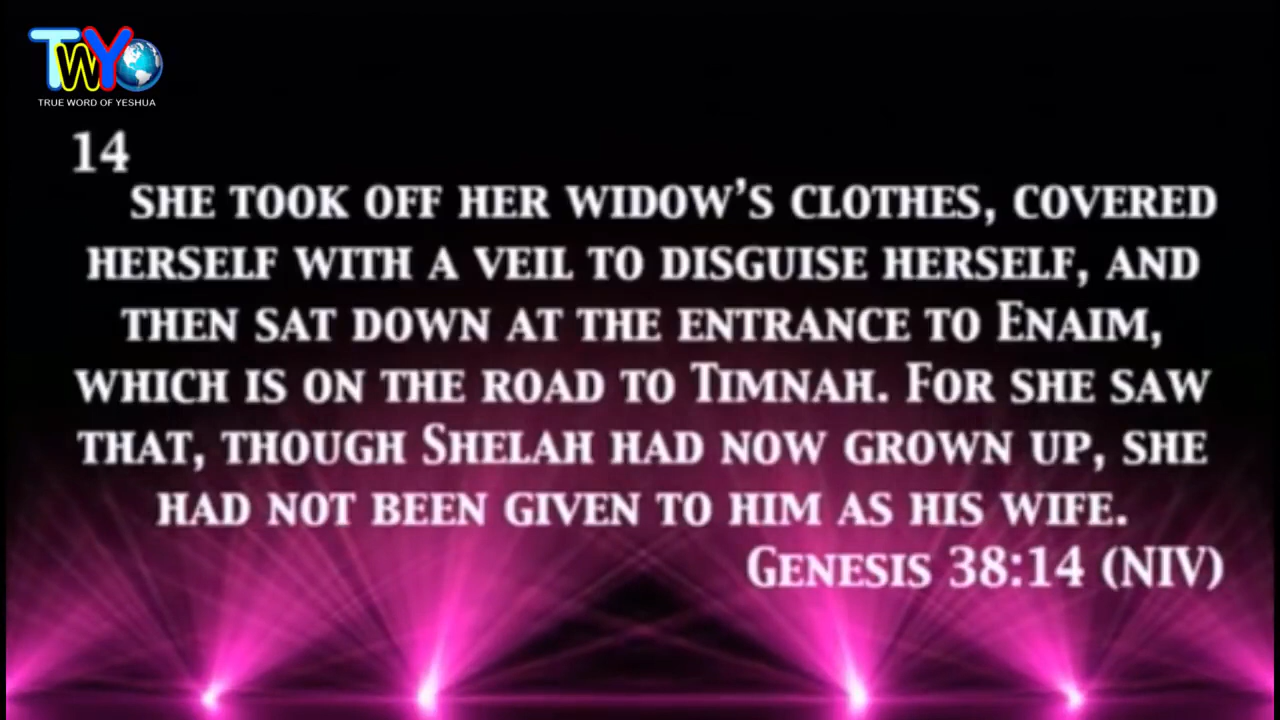 TWY
TRUE WORD OF YESHUA
14
SHE TOOK OFF HER WIDOW’S CLOTHES, COVERED
HERSELF WITH A VEIL TO DISGUISE HERSELF, AND
THEN SAT DOWN AT THE ENTRANCE TO ENAIM,
WHICH IS ON THE ROAD TO TIMNAH. FOR SHE SAW
THAT, THOUGH SHELAH HAD NOW GROWN UP, SHE
HAD NOT BEEN GIVEN TO HIM AS HIS WIFE.
GENESIS 38:14 (NIV)